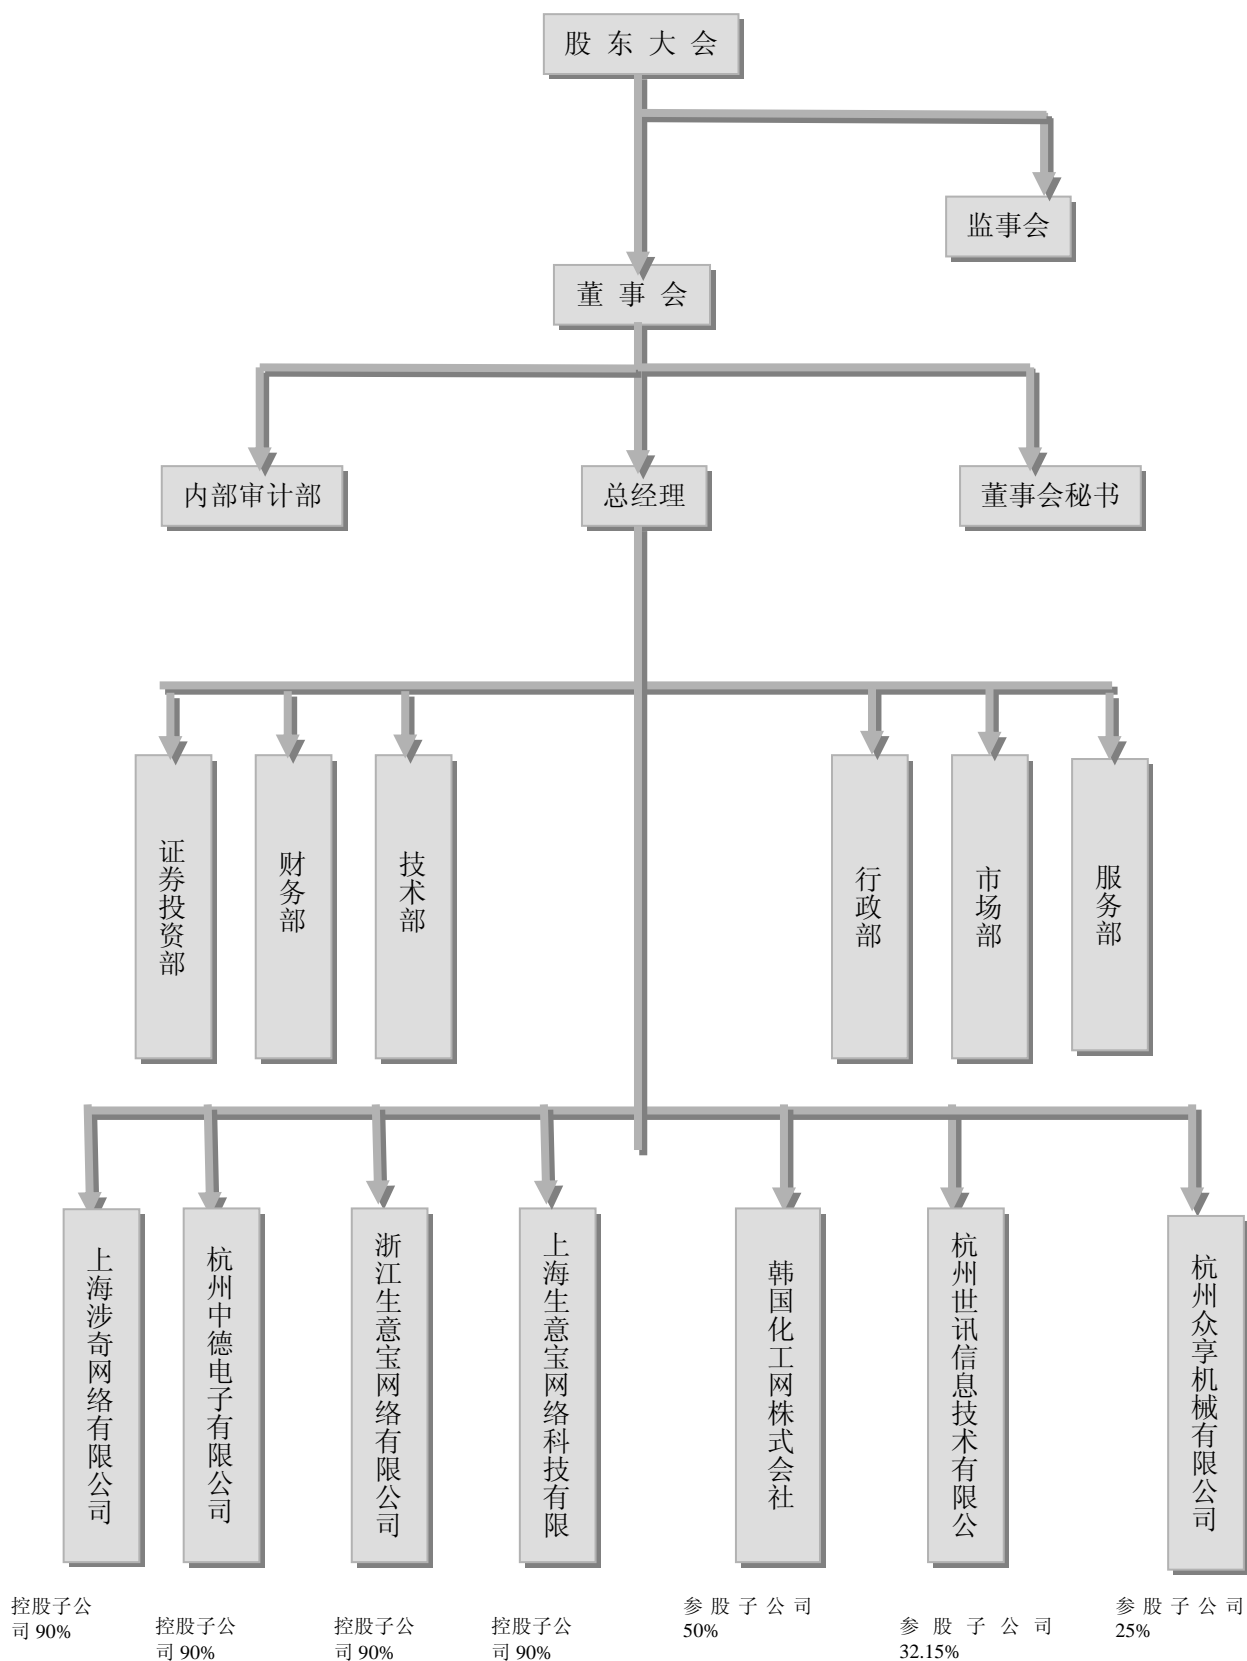 股东大会
监事会
董事会
内部审计部
总经理
董事会秘书
证券投资部
财务部
技术部
行政部
市场部
服务部
上海涉奇网络有限公司
杭州中德电子有限公司
浙江生意宝网络有限公司
上海生意宝网络科技有限
韩国化工网株式会社
杭州世讯信息技术有限公
杭州众享机械有限公司
控股子公
司 90%
控股子公
司 90%
控股子公
司 90%
控股子公
司 90%
参股子公司
50%
参股子公司
32.15%
参股子公司
25%